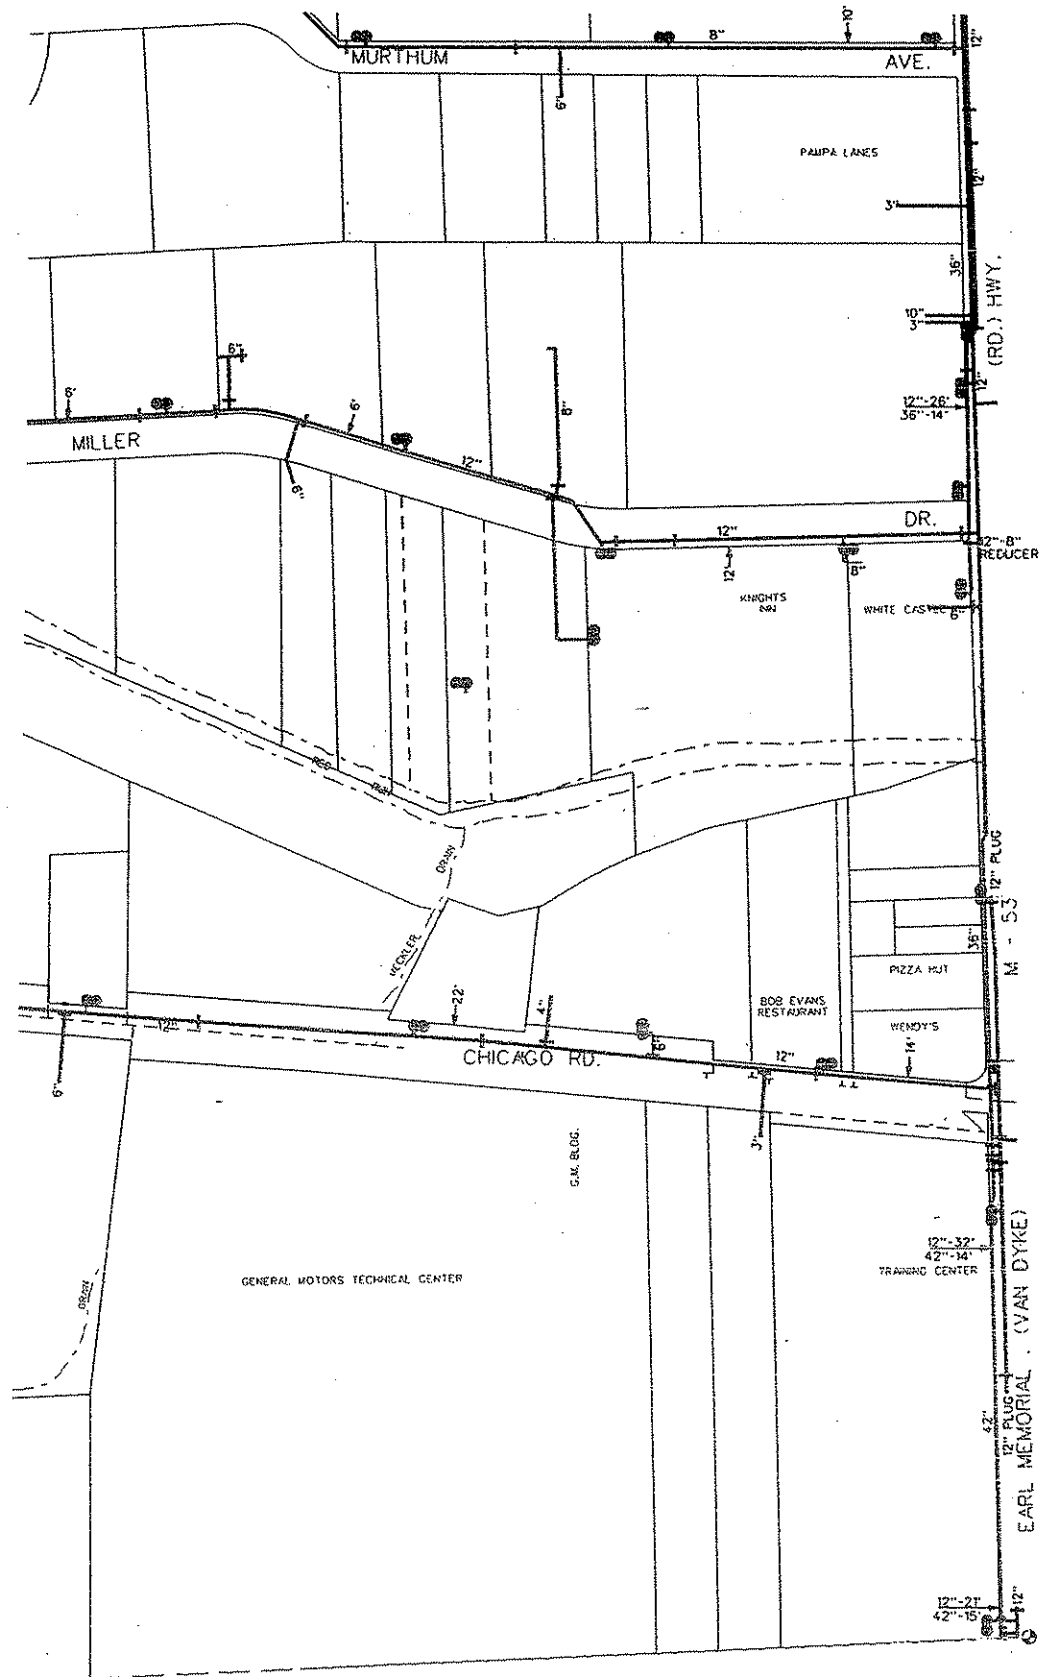 8"
10'
12"
MURTHUM
AVE.
6"
PAMPA LANES
12"
3"
36"
(RD.) HWY.
10"
3"
6"
12"
6'
6'
8"
12"-26'
36"-14'
MILLER
12"
6"
DR.
12"
12"-8"
REDUCER
12'
8"
KNIGHTS
INN
WHITE CASTLE
6"
RED
RUN
DRAIN
12" PLUG
M - 53
HECKLER
36"
PIZZA HUT
BOB EVANS
RESTAURANT
WENDY'S
22'
4"
12"
6"
CHICAGO RD.
12"
14'
6"
3"
G.M. BLDG.
12"-32'
42"-14'
TRAINING CENTER
GENERAL MOTORS TECHNICAL CENTER
DRAIN
42"
12" PLUG
EARL MEMORIAL . (VAN DYKE)
12"-21'
42"-15'
12"